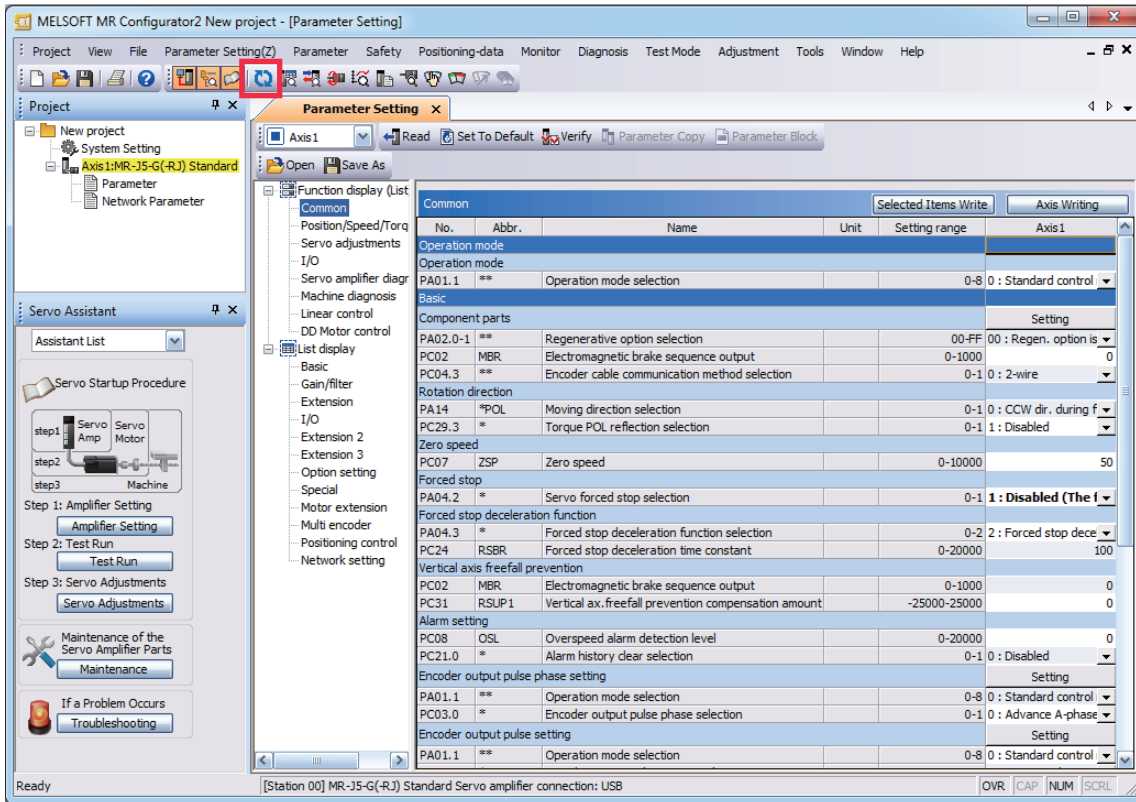 MELSOFT MR Configurator2 New project - [Parameter Setting]
Project View File Parameter Setting(Z) Parameter Safety Positioning-data Monitor Diagnosis Test Mode Adjustment Tools Window Help
Project
New project
System Setting
Axis1:MR-J5-G(-RJ) Standard
Parameter
Network Parameter
Servo Assistant
Assistant List
Servo Startup Procedure
step1 Servo Amp Servo Motor
step2
step3 Machine
Step 1: Amplifier Setting
Amplifier Setting
Step 2: Test Run
Test Run
Step 3: Servo Adjustments
Servo Adjustments
Maintenance of the
Servo Amplifier Parts
Maintenance
If a Problem Occurs
Troubleshooting
Parameter Setting
Axis1 Read Set To Default Verify Parameter Copy Parameter Block
Open Save As
Function display (List
Common
Position/Speed/Torq
Servo adjustments
I/O
Servo amplifier diagr
Machine diagnosis
Linear control
DD Motor control
List display
Basic
Gain/filter
Extension
I/O
Extension 2
Extension 3
Option setting
Special
Motor extension
Multi encoder
Positioning control
Network setting
Common Selected Items Write Axis Writing
No. Abbr. Name Unit Setting range Axis1
Operation mode
Operation mode
PA01.1 ** Operation mode selection 0-8 0 : Standard control
Basic
Component parts Setting
PA02.0-1 ** Regenerative option selection 00-FF 00 : Regen. option is
PC02 MBR Electromagnetic brake sequence output 0-1000 0
PC04.3 ** Encoder cable communication method selection 0-1 0 : 2-wire
Rotation direction
PA14 *POL Moving direction selection 0-1 0 : CCW dir. during f
PC29.3 * Torque POL reflection selection 0-1 1 : Disabled
Zero speed
PC07 ZSP Zero speed 0-10000 50
Forced stop
PA04.2 * Servo forced stop selection 0-1 1 : Disabled (The f
Forced stop deceleration function
PA04.3 * Forced stop deceleration function selection 0-2 2 : Forced stop dece
PC24 RSBR Forced stop deceleration time constant 0-20000 100
Vertical axis freefall prevention
PC02 MBR Electromagnetic brake sequence output 0-1000 0
PC31 RSUP1 Vertical ax.freefall prevention compensation amount -25000-25000 0
Alarm setting
PC08 OSL Overspeed alarm detection level 0-20000 0
PC21.0 * Alarm history clear selection 0-1 0 : Disabled
Encoder output pulse phase setting Setting
PA01.1 ** Operation mode selection 0-8 0 : Standard control
PC03.0 * Encoder output pulse phase selection 0-1 0 : Advance A-phase
Encoder output pulse setting Setting
PA01.1 ** Operation mode selection 0-8 0 : Standard control
Ready [Station 00] MR-J5-G(-RJ) Standard Servo amplifier connection: USB OVR CAP NUM SCRL